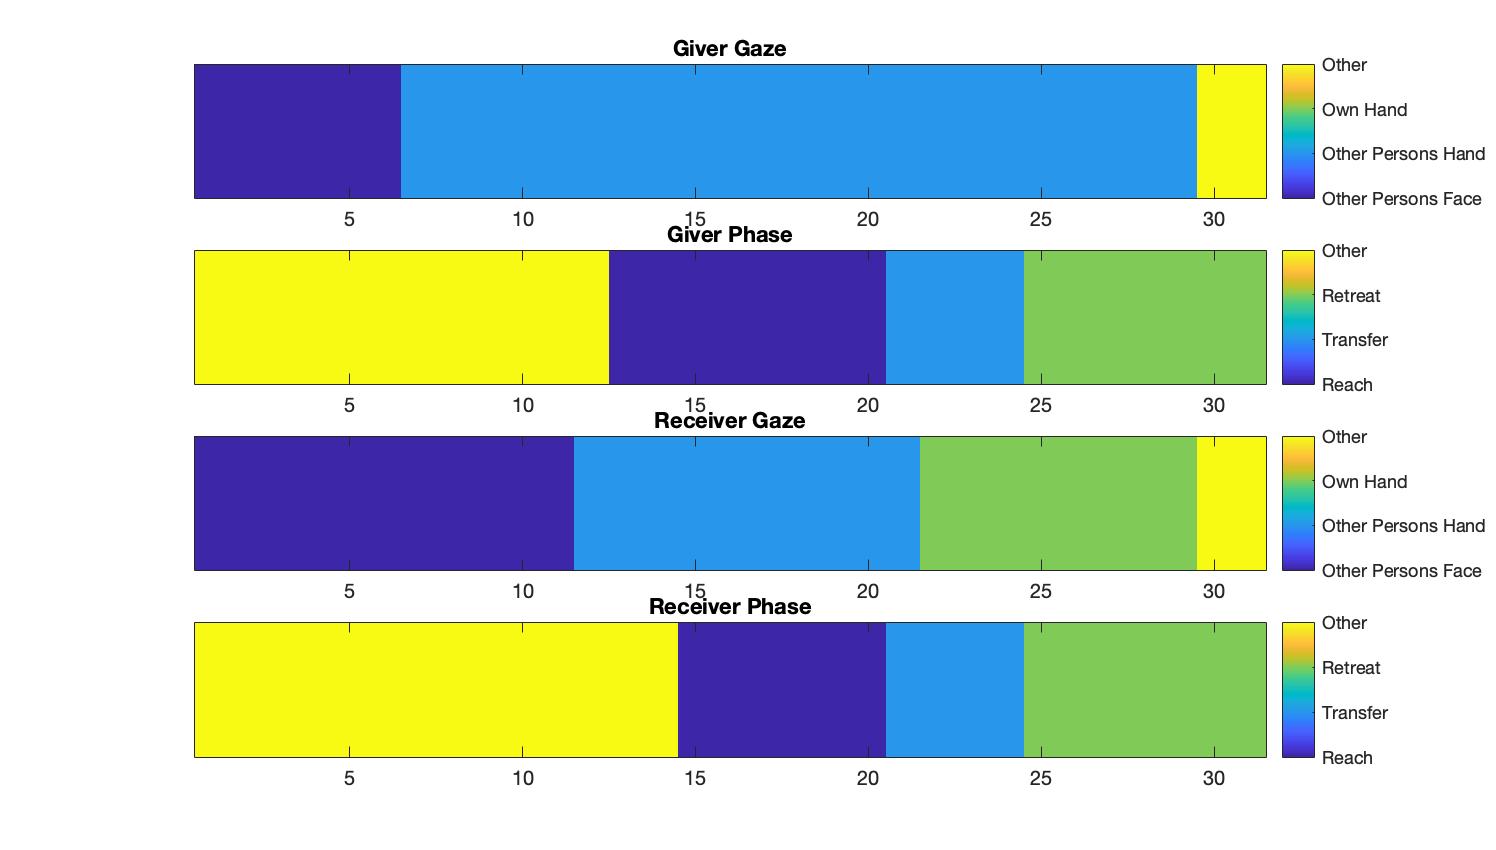 Giver Gaze
Other
Own Hand
Other Persons Hand
Other Persons Face
5 10 15 20 25 30
Giver Phase
Other
Retreat
Transfer
Reach
5 10 15 20 25 30
Receiver Gaze
Other
Own Hand
Other Persons Hand
Other Persons Face
5 10 15 20 25 30
Receiver Phase
Other
Retreat
Transfer
Reach
5 10 15 20 25 30